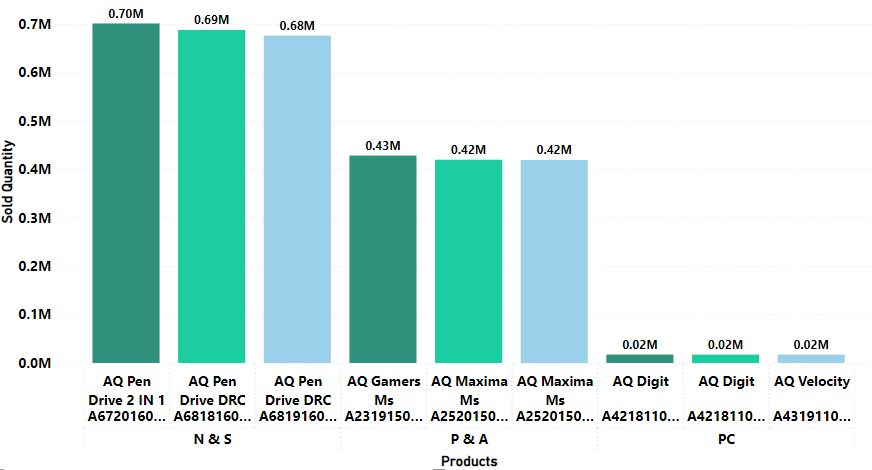 0.7M
0.6M
0.5M
0.4M
0.3M
0.2M
0.1M
0.0M
Sold Quantity
0.70M
0.69M
0.68M
0.43M
0.42M
0.42M
0.02M
0.02M
0.02M
AQ Pen
Drive 2 IN 1
A6720160...
AQ Pen
Drive DRC
A6818160...
AQ Pen
Drive DRC
A6819160...
AQ Gamers
Ms
A2319150...
AQ Maxima
Ms
A2520150...
AQ Maxima
Ms
A2520150...
AQ Digit
A4218110...
AQ Digit
A4218110...
AQ Velocity
A4319110...
N & S
P & A
PC
Products